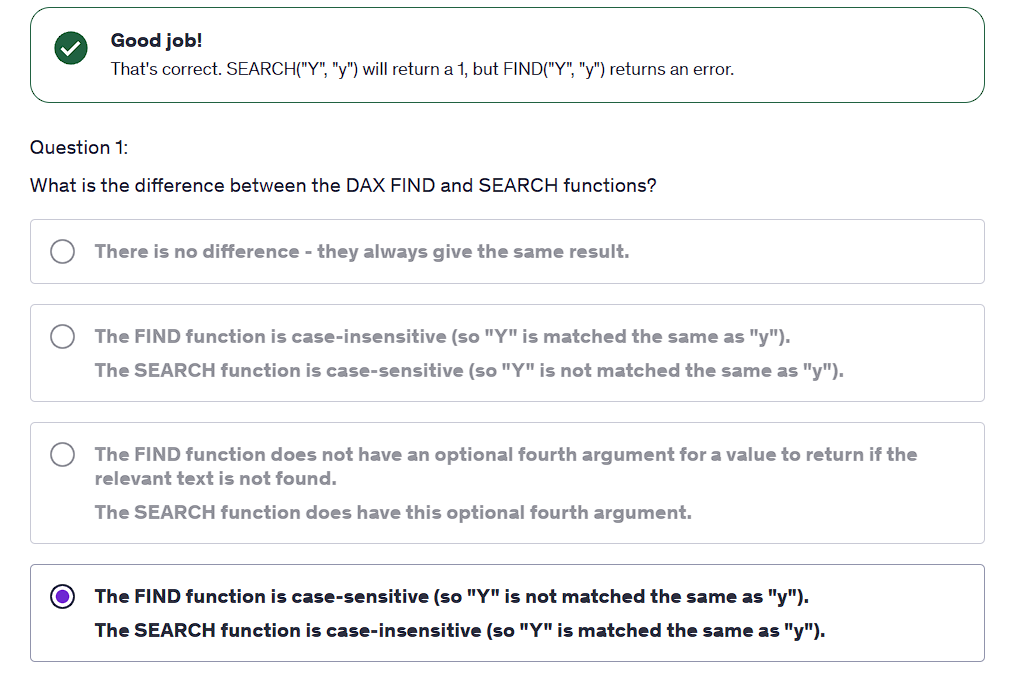 Good job!
That's correct. SEARCH("Y", "y") will return a 1, but FIND("Y", "y") returns an error.
Question 1:
What is the difference between the DAX FIND and SEARCH functions?
There is no difference - they always give the same result.
The FIND function is case-insensitive (so "Y" is matched the same as "y").
The SEARCH function is case-sensitive (so "Y" is not matched the same as "y").
The FIND function does not have an optional fourth argument for a value to return if the
relevant text is not found.
The SEARCH function does have this optional fourth argument.
The FIND function is case-sensitive (so "Y" is not matched the same as "y").
The SEARCH function is case-insensitive (so "Y" is matched the same as "y").